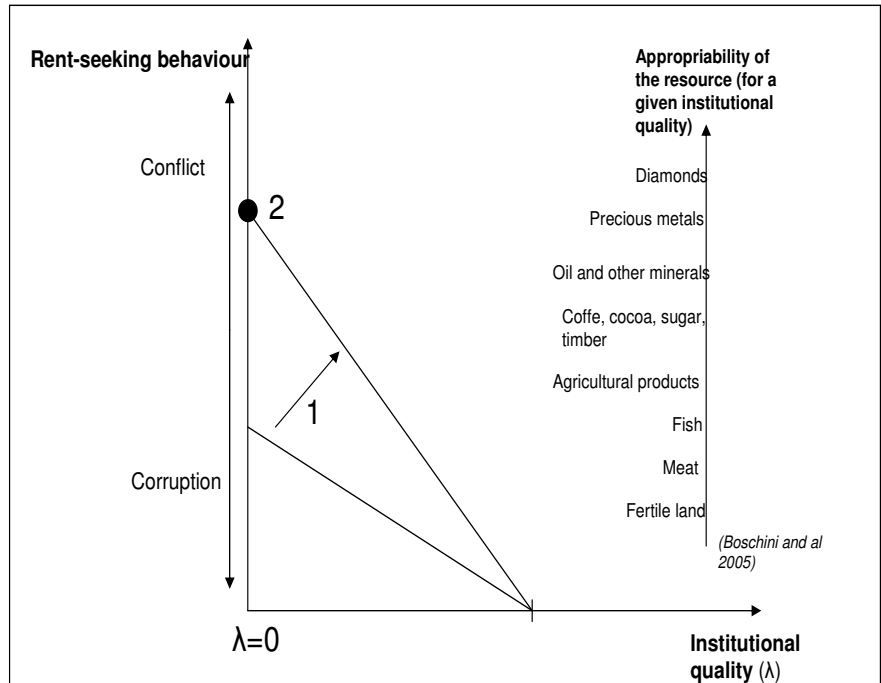 Rent-seeking behaviour
Conflict
2
1
Corruption
λ=0
Institutional
quality (λ)
Appropriability of
the resource (for a
given institutional
quality)
Diamonds
Precious metals
Oil and other minerals
Coffe, cocoa, sugar,
timber
Agricultural products
Fish
Meat
Fertile land
(Boschini and al
2005)